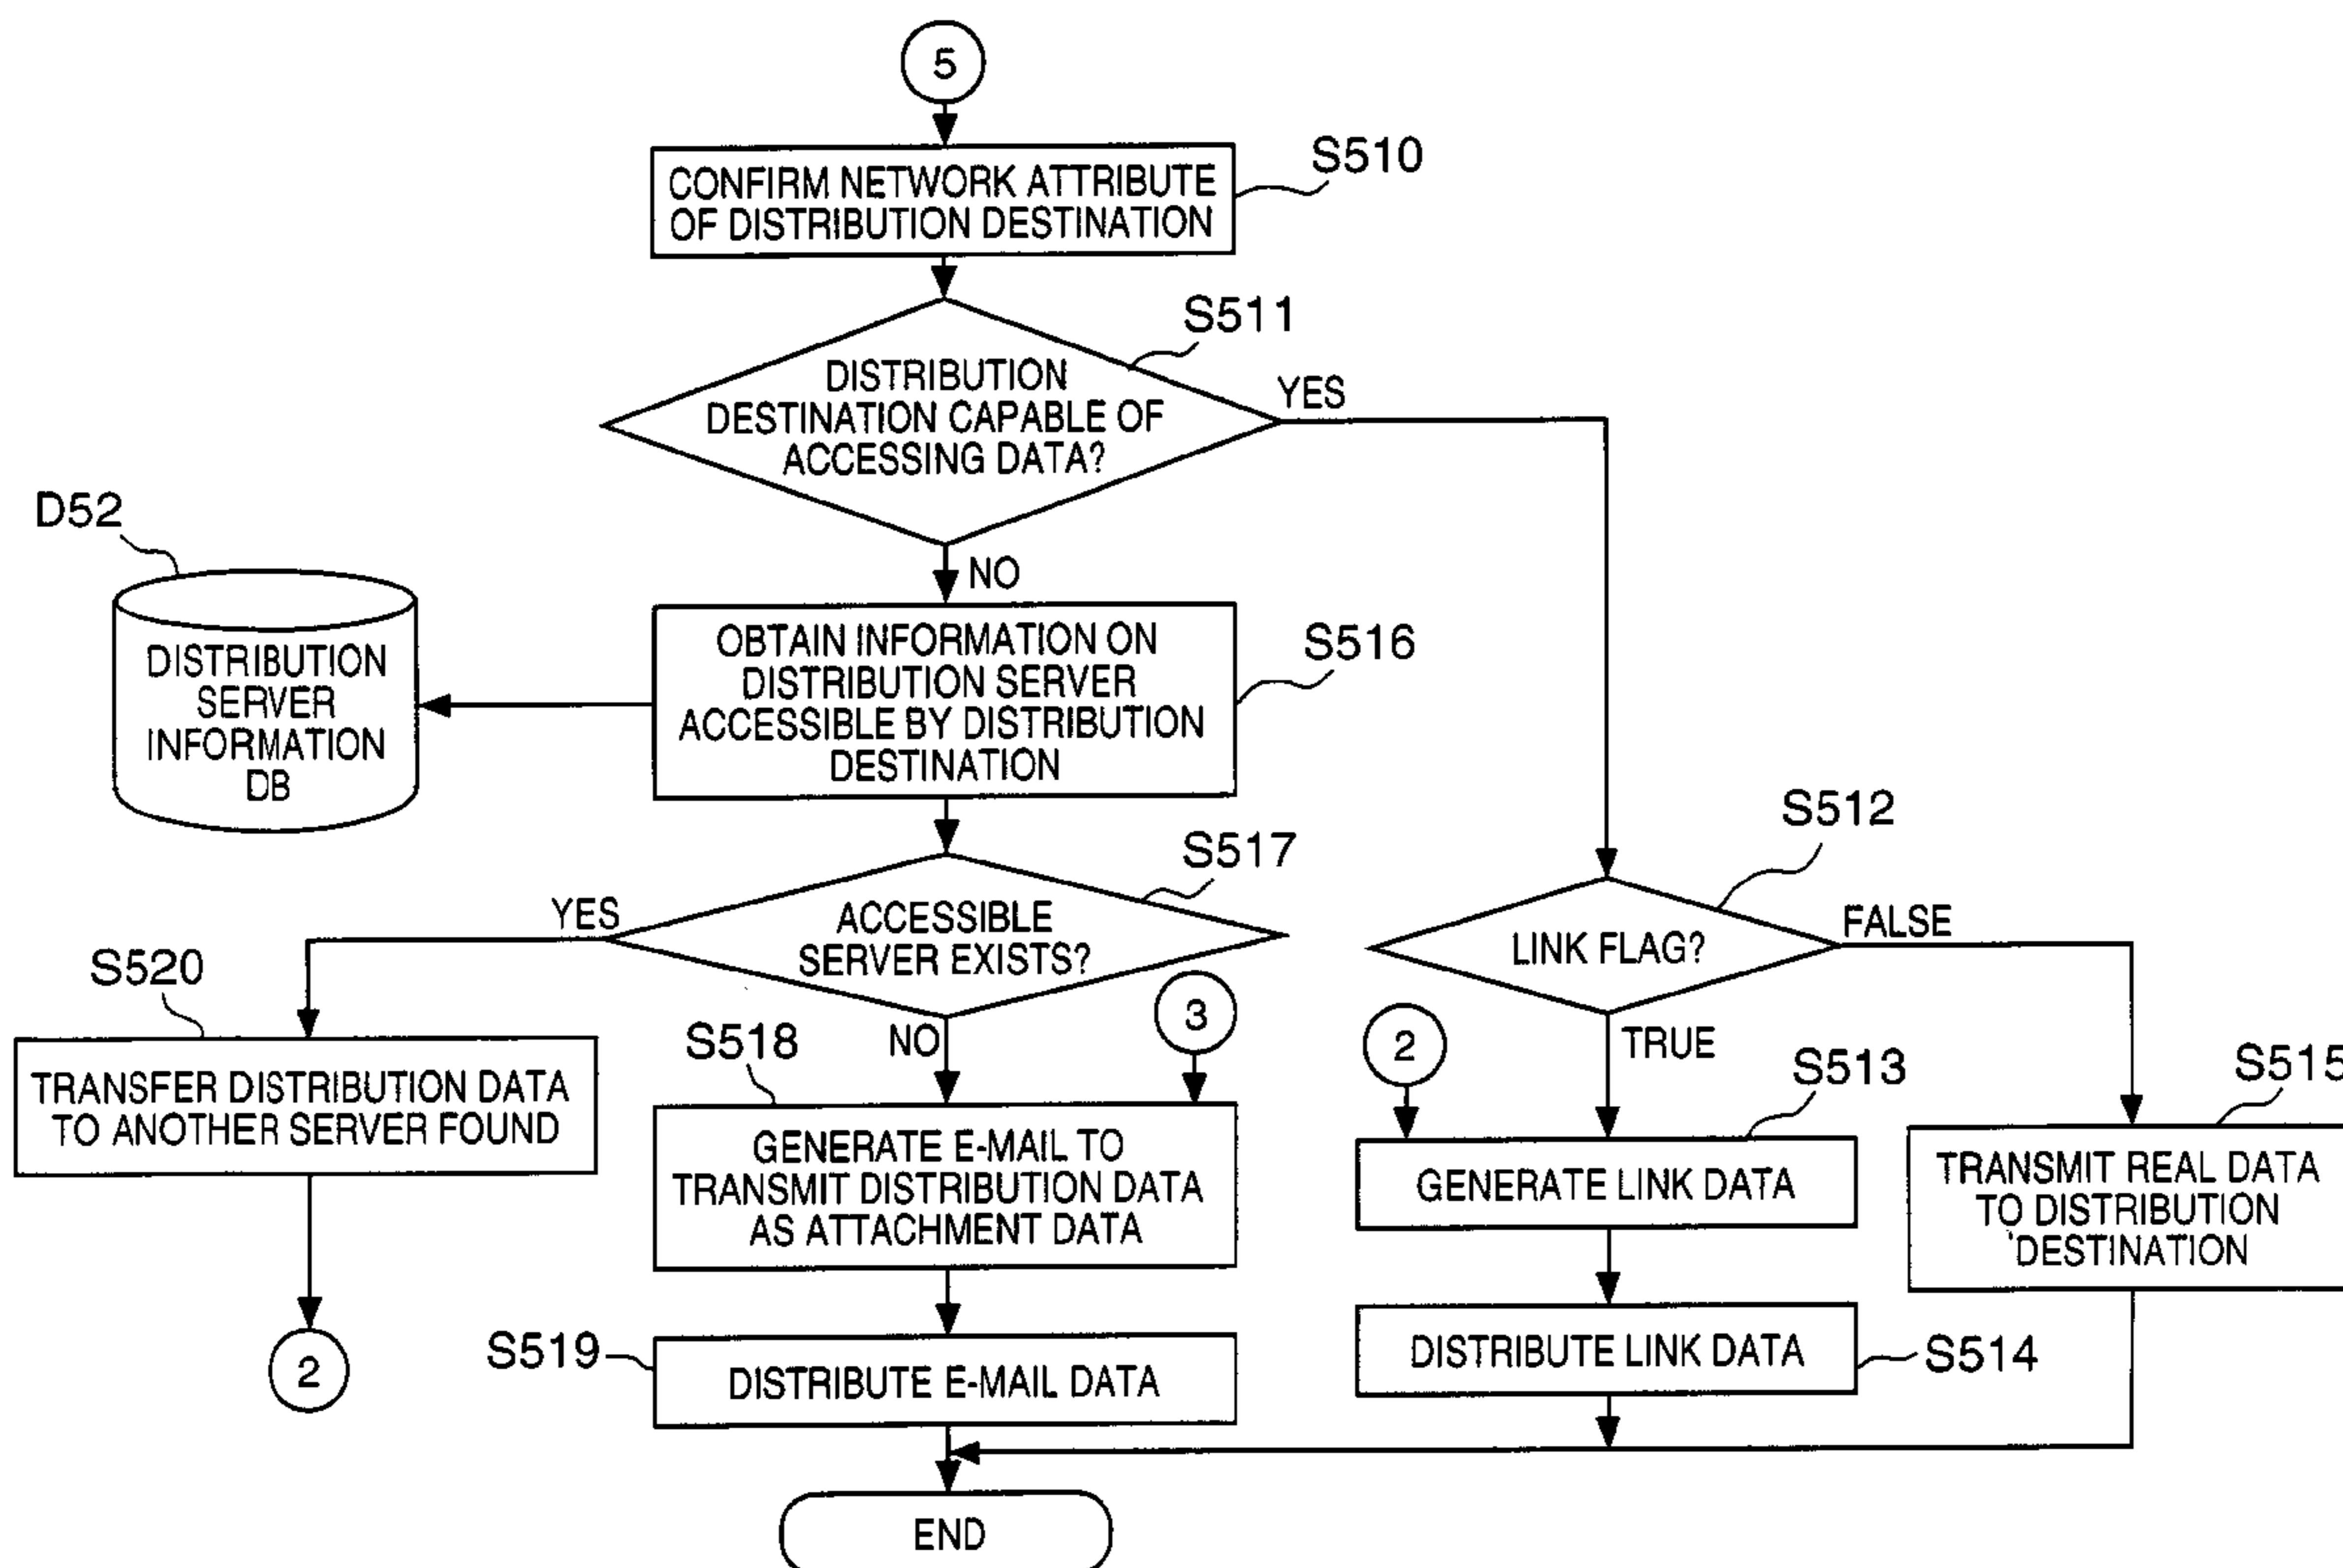 5
CONFIRM NETWORK ATTRIBUTE
OF DISTRIBUTION DESTINATION
S510
S511
DISTRIBUTION
DESTINATION CAPABLE OF
ACCESSING DATA?
YES
NO
D52
DISTRIBUTION
SERVER
INFORMATION
DB
OBTAIN INFORMATION ON
DISTRIBUTION SERVER
ACCESSIBLE BY DISTRIBUTION
DESTINATION
S516
S517
ACCESSIBLE
SERVER EXISTS?
YES
NO
S512
LINK FLAG?
FALSE
TRUE
S520
TRANSFER DISTRIBUTION DATA
TO ANOTHER SERVER FOUND
2
3
S518
GENERATE E-MAIL TO
TRANSMIT DISTRIBUTION DATA
AS ATTACHMENT DATA
S519
DISTRIBUTE E-MAIL DATA
2
S513
GENERATE LINK DATA
DISTRIBUTE LINK DATA
S514
S515
TRANSMIT REAL DATA
TO DISTRIBUTION
DESTINATION
END